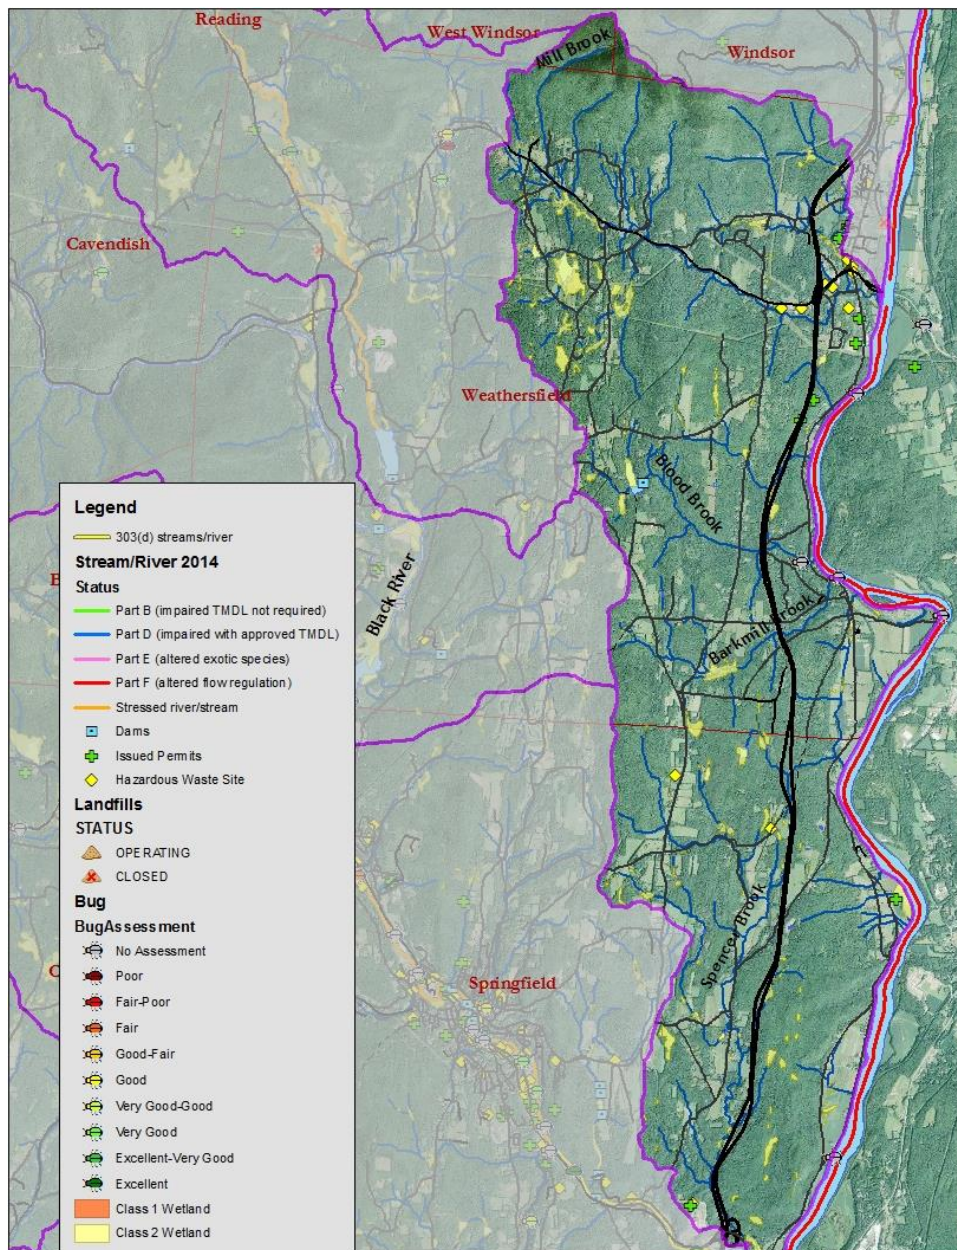 Reading
West Windsor
Mill Brook
Windsor
Cavendish
Weathersfield
Blood Brook
Black River
Barkmill Brook
Spencer Brook
Springfield
Legend
303(d) streams/river
Stream/River 2014
Status
Part B (impaired TMDL not required)
Part D (impaired with approved TMDL)
Part E (altered exotic species)
Part F (altered flow regulation)
Stressed river/stream
Dams
Issued Permits
Hazardous Waste Site
Landfills
STATUS
OPERATING
CLOSED
Bug
BugAssessment
No Assessment
Poor
Fair-Poor
Fair
Good-Fair
Good
Very Good-Good
Very Good
Excellent-Very Good
Excellent
Class 1 Wetland
Class 2 Wetland